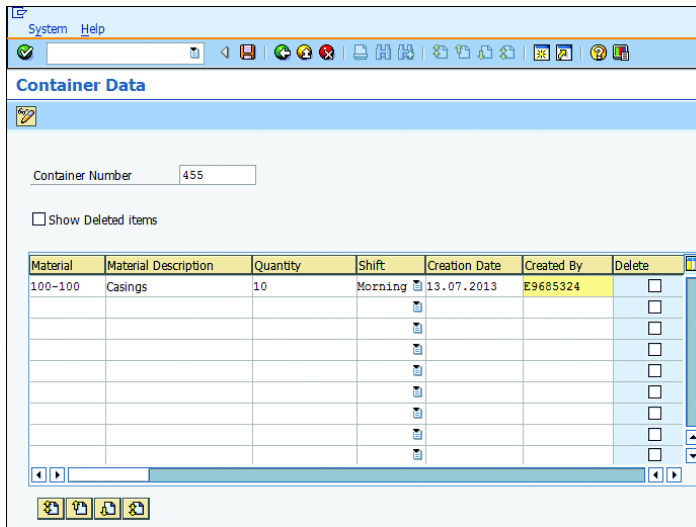 System Help
Container Data
Container Number 455
Show Deleted items
Material Material Description Quantity Shift Creation Date Created By Delete
100-100 Casings 10 Morning 13.07.2013 E9685324